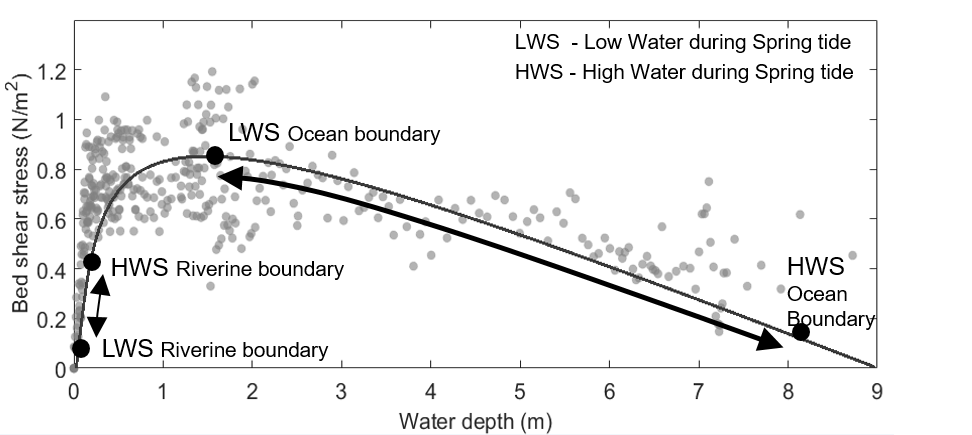 LWS - Low Water during Spring tide
HWS - High Water during Spring tide
1.2
1
0.8
0.6
0.4
0.2
0
Bed shear stress (N/m²)
LWS Ocean boundary
HWS Riverine boundary
LWS Riverine boundary
HWS
Ocean
Boundary
0 1 2 3 4 5 6 7 8 9
Water depth (m)